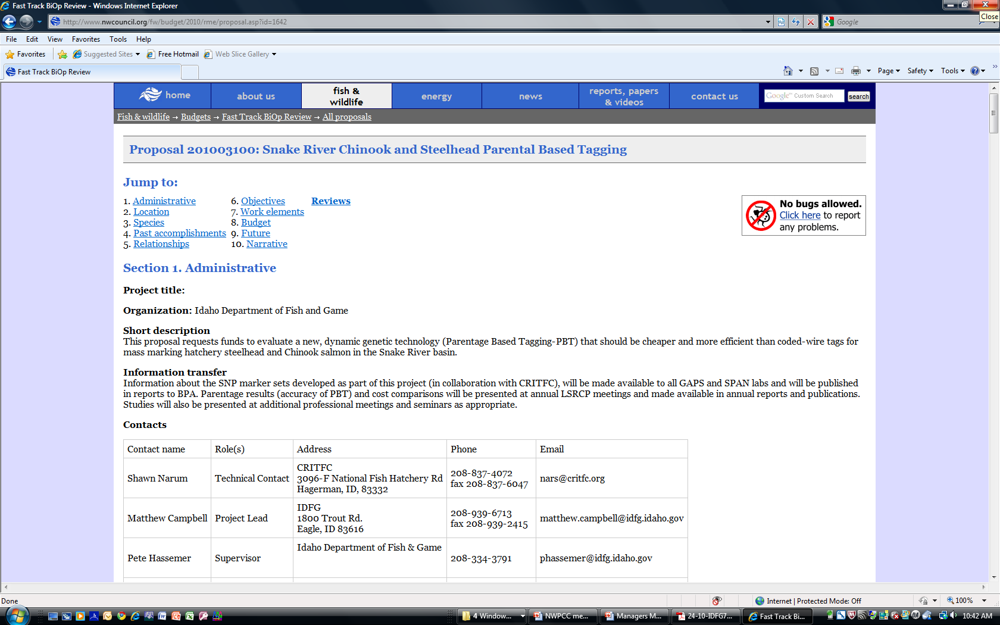 Fast Track BiOp Review - Windows Internet Explorer
Close
http://www.nwcouncil.org/fw/budget/2010/rme/proposal.asp?id=1642
Google
File Edit View Favorites Tools Help
Favorites Suggested Sites Free Hotmail Web Slice Gallery
Fast Track BiOp Review
Page Safety Tools
home
about us
fish &
wildlife
energy
news
reports, papers
& videos
contact us
Google™ Custom Search
search
Fish & wildlife → Budgets → Fast Track BiOp Review → All proposals
Proposal 201003100: Snake River Chinook and Steelhead Parental Based Tagging
Jump to:
1. Administrative
2. Location
3. Species
4. Past accomplishments
5. Relationships
6. Objectives
7. Work elements
8. Budget
9. Future
10. Narrative
Reviews
No bugs allowed.
Click here to report
any problems.
Section 1. Administrative
Project title:
Organization: Idaho Department of Fish and Game
Short description
This proposal requests funds to evaluate a new, dynamic genetic technology (Parentage Based Tagging-PBT) that should be cheaper and more efficient than coded-wire tags for
mass marking hatchery steelhead and Chinook salmon in the Snake River basin.
Information transfer
Information about the SNP marker sets developed as part of this project (in collaboration with CRITFC), will be made available to all GAPS and SPAN labs and will be published
in reports to BPA. Parentage results (accuracy of PBT) and cost comparisons will be presented at annual LSRCP meetings and made available in annual reports and publications.
Studies will also be presented at additional professional meetings and seminars as appropriate.
Contacts
Contact name Role(s) Address Phone Email
Shawn Narum
Technical Contact
CRITFC
3096-F National Fish Hatchery Rd
Hagerman, ID, 83332
208-837-4072
fax 208-837-6047
nars@critfc.org
Matthew Campbell
Project Lead
IDFG
1800 Trout Rd.
Eagle, ID 83616
208-939-6713
fax 208-939-2415
matthew.campbell@idfg.idaho.gov
Pete Hassemer
Supervisor
Idaho Department of Fish & Game
208-334-3791
phassemer@idfg.idaho.gov
Done
Internet | Protected Mode: Off
100%
4 Window...
NWPCC me...
Managers M...
24-10-IDFG7...
Fast Track Bi...
10:42 AM